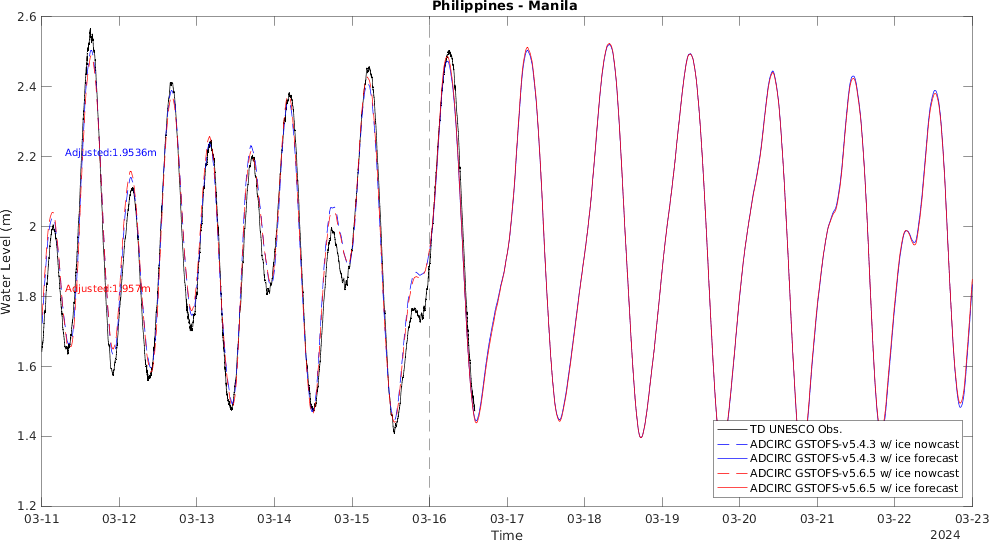 Philippines - Manila
2.6
2.4
2.2
2
1.8
1.6
1.4
1.2
Water Level (m)
Adjusted:1.9536m
Adjusted:1.957m
TD UNESCO Obs.
ADCIRC GSTOFS-v5.4.3 w/ ice nowcast
ADCIRC GSTOFS-v5.4.3 w/ ice forecast
ADCIRC GSTOFS-v5.6.5 w/ ice nowcast
ADCIRC GSTOFS-v5.6.5 w/ ice forecast
03-11 03-12 03-13 03-14 03-15 03-16 03-17 03-18 03-19 03-20 03-21 03-22 03-23
Time
2024